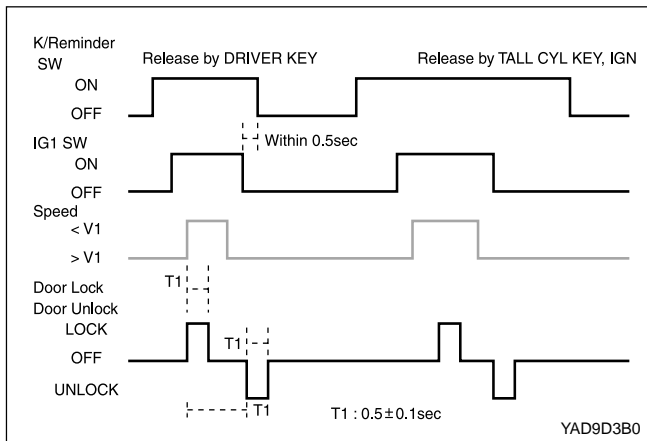 K/Reminder
SW
Release by DRIVER KEY
Release by TALL CYL KEY, IGN
ON
OFF
Within 0.5sec
IG1 SW
ON
OFF
Speed
< V1
> V1
T1
Door Lock
Door Unlock
LOCK
T1
OFF
UNLOCK
T1
T1 : 0.5±0.1sec
YAD9D3B0